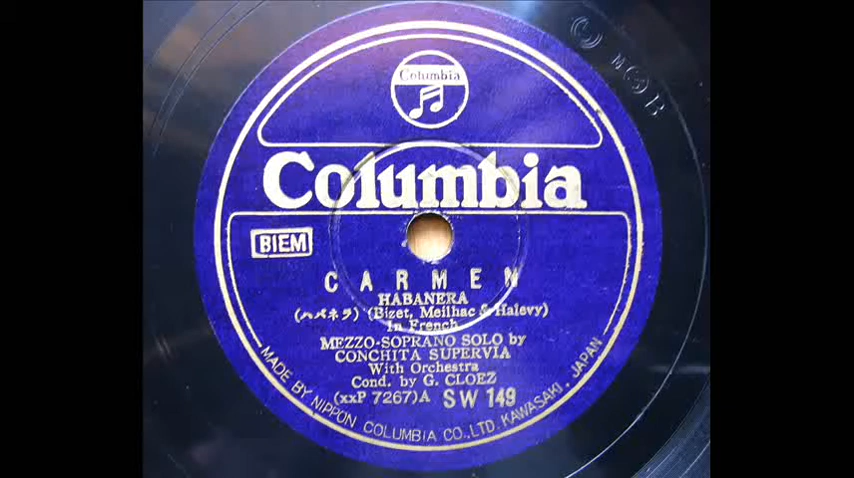 Columbia
Columbia
BIEM
CARMEN
HABANERA
(ハバネラ) (Bizet, Meilhac & Halevy)
In French
MEZZO-SOPRANO SOLO by
CONCHITA SUPERVIA
With Orchestra
Cond. by G. CLOEZ
(xxP 7267)A SW 149
MADE BY NIPPON COLUMBIA CO., LTD. KAWASAKI, JAPAN